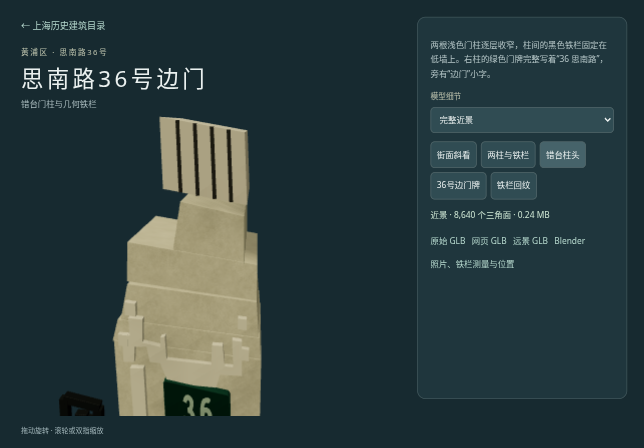 ← 上海历史建筑目录
黄浦区 · 思南路36号
思南路36号边门
错台门柱与几何铁栏
36
拖动旋转 · 滚轮或双指缩放
两根浅色门柱逐层收窄，柱间的黑色铁栏固定在
低墙上。右柱的绿色门牌完整写着“36 思南路”，
旁有“边门”小字。
模型细节
完整近景
街面斜看
两柱与铁栏
错台柱头
36号边门牌
铁栏回纹
近景 · 8,640 个三角面 · 0.24 MB
原始 GLB 网页 GLB 远景 GLB Blender
照片、铁栏测量与位置